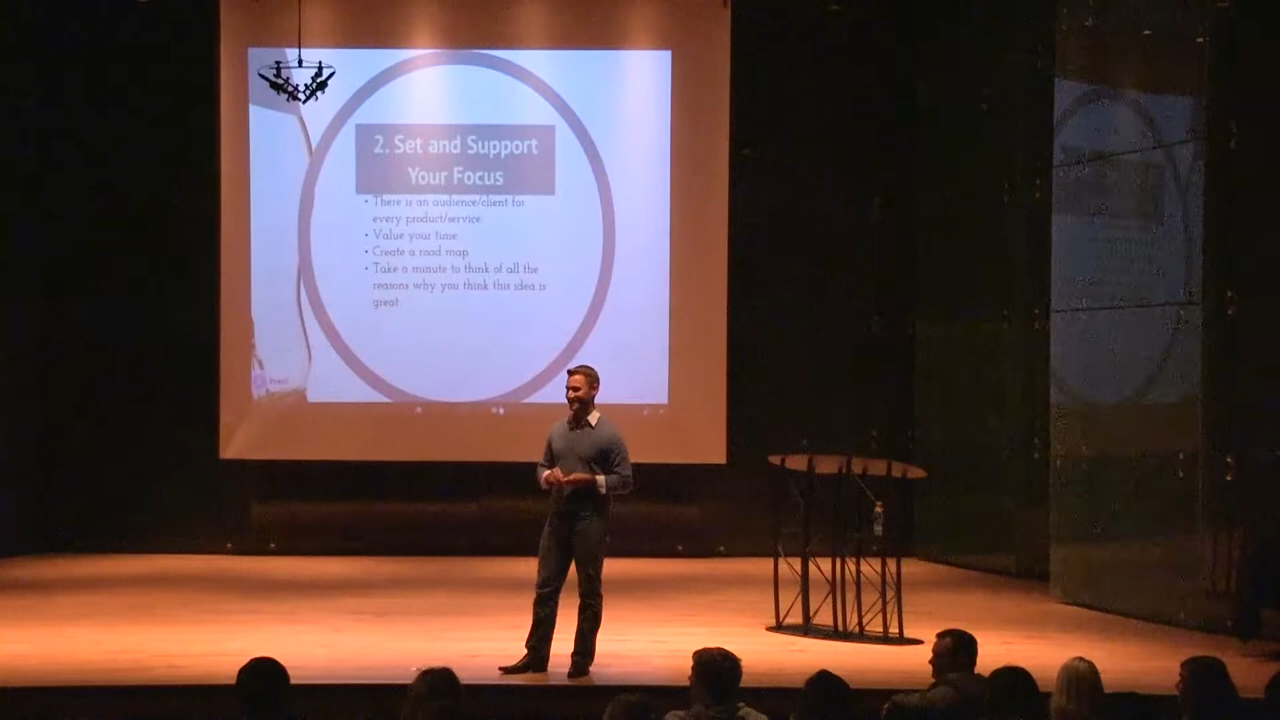 2. Set and Support
Your Focus
• There is an audience/client for
every product/service.
• Value your time.
• Create a road map.
• Take a minute to think of all the
reasons why you think this idea is
great.
Prezi